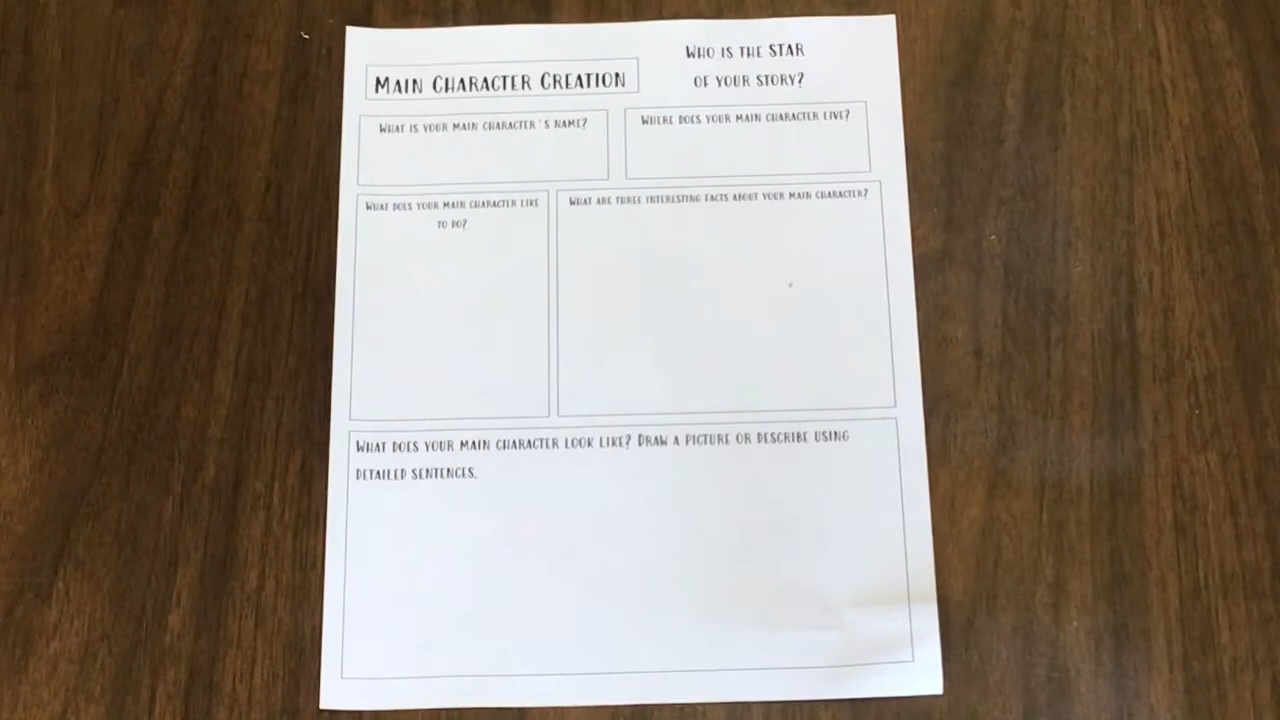 WHO IS THE STAR
OF YOUR STORY?
MAIN CHARACTER CREATION
WHAT IS YOUR MAIN CHARACTER'S NAME?
WHERE DOES YOUR MAIN CHARACTER LIVE?
WHAT DOES YOUR MAIN CHARACTER LIKE
TO DO?
WHAT ARE THREE INTERESTING FACTS ABOUT YOUR MAIN CHARACTER?
WHAT DOES YOUR MAIN CHARACTER LOOK LIKE? DRAW A PICTURE OR DESCRIBE USING
DETAILED SENTENCES.